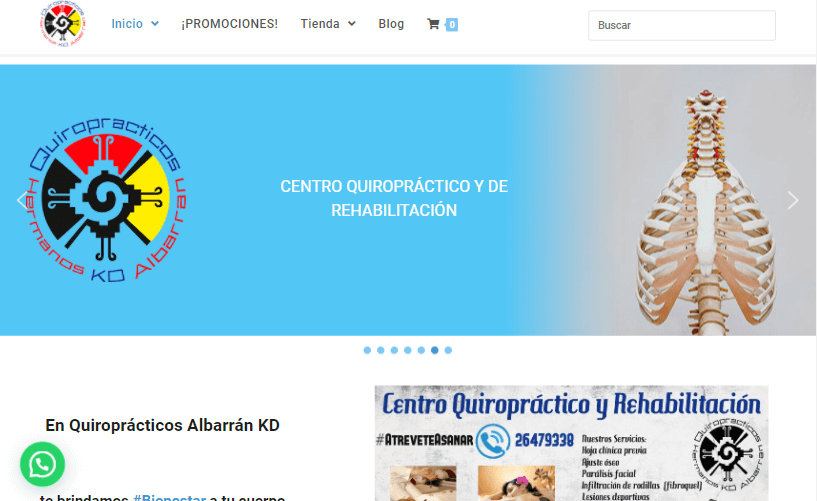 Quiroprácticos
Hermanos KD Albarrán
Inicio
¡PROMOCIONES!
Tienda
Blog
0
Buscar
Quiroprácticos
Hermanos KD Albarrán
CENTRO QUIROPRÁCTICO Y DE
REHABILITACIÓN
En Quiroprácticos Albarrán KD
te brindamos #Bienestar a tu cuerpo
Centro Quiropráctico y Rehabilitación
#AtreveteASanar
26479338
Nuestros Servicios:
Hoja clínica previa
Ajuste óseo
Parálisis facial
Infiltración de rodillas (fibroquel)
Lesiones deportivas